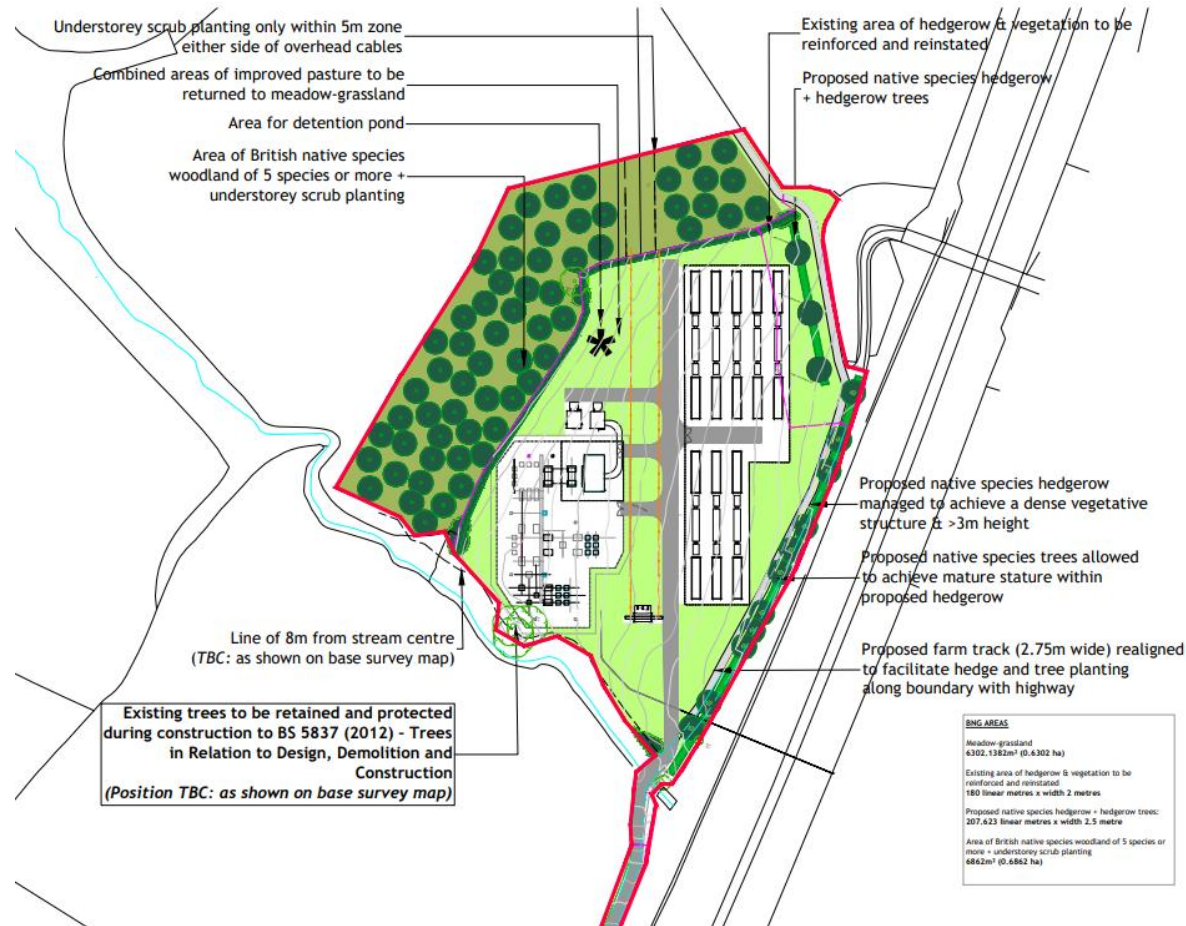 Understorey scrub planting only within 5m zone
either side of overhead cables
Combined areas of improved pasture to be
returned to meadow-grassland
Area for detention pond
Area of British native species
woodland of 5 species or more +
understorey scrub planting
Existing area of hedgerow & vegetation to be
reinforced and reinstated
Proposed native species hedgerow
+ hedgerow trees
Proposed native species hedgerow
managed to achieve a dense vegetative
structure & >3m height
Proposed native species trees allowed
to achieve mature stature within
proposed hedgerow
Proposed farm track (2.75m wide) realigned
to facilitate hedge and tree planting
along boundary with highway
Line of 8m from stream centre
(TBC: as shown on base survey map)
Existing trees to be retained and protected
during construction to BS 5837 (2012) - Trees
in Relation to Design, Demolition and
Construction
(Position TBC: as shown on base survey map)
BNG AREAS
Meadow-grassland
6302.1382m² (0.6302 ha)
Existing area of hedgerow & vegetation to be
reinforced and reinstated
180 linear metres x width 2 metres
Proposed native species hedgerow + hedgerow trees:
207.623 linear metres x width 2.5 metre
Area of British native species woodland of 5 species or
more + understorey scrub planting
6862m² (0.6862 ha)